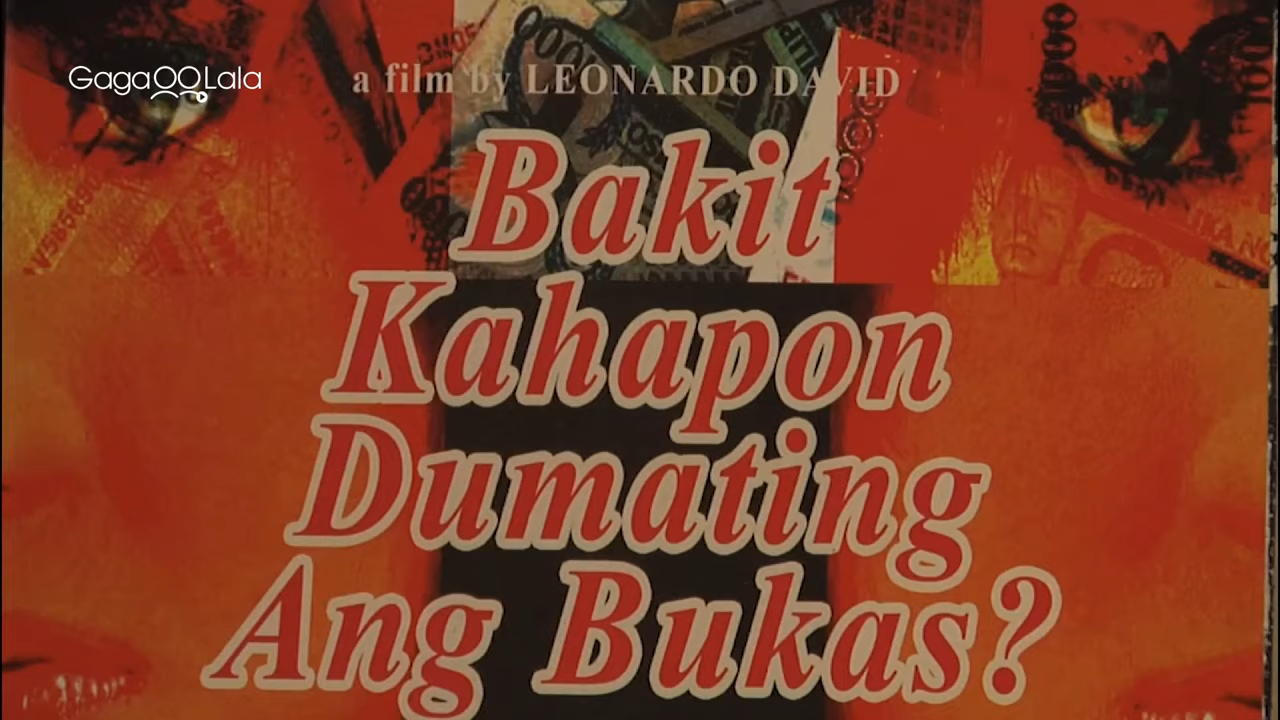 GagaOOLala
a film by LEONARDO DAVID
Bakit
Kahapon
Dumating
Ang Bukas?